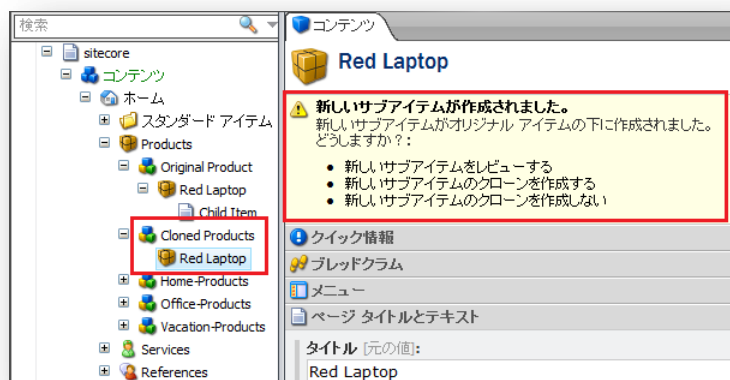 検索
sitecore
コンテンツ
ホーム
スタンダード アイテム
Products
Original Product
Red Laptop
Child Item
Cloned Products
Red Laptop
Home-Products
Office-Products
Vacation-Products
Services
References
コンテンツ
Red Laptop
新しいサブアイテムが作成されました。
新しいサブアイテムがオリジナル アイテムの下に作成されました。
どうしますか？:
• 新しいサブアイテムをレビューする
• 新しいサブアイテムのクローンを作成する
• 新しいサブアイテムのクローンを作成しない
クイック情報
ブレッドクラム
メニュー
ページ タイトルとテキスト
タイトル [元の値]:
Red Laptop